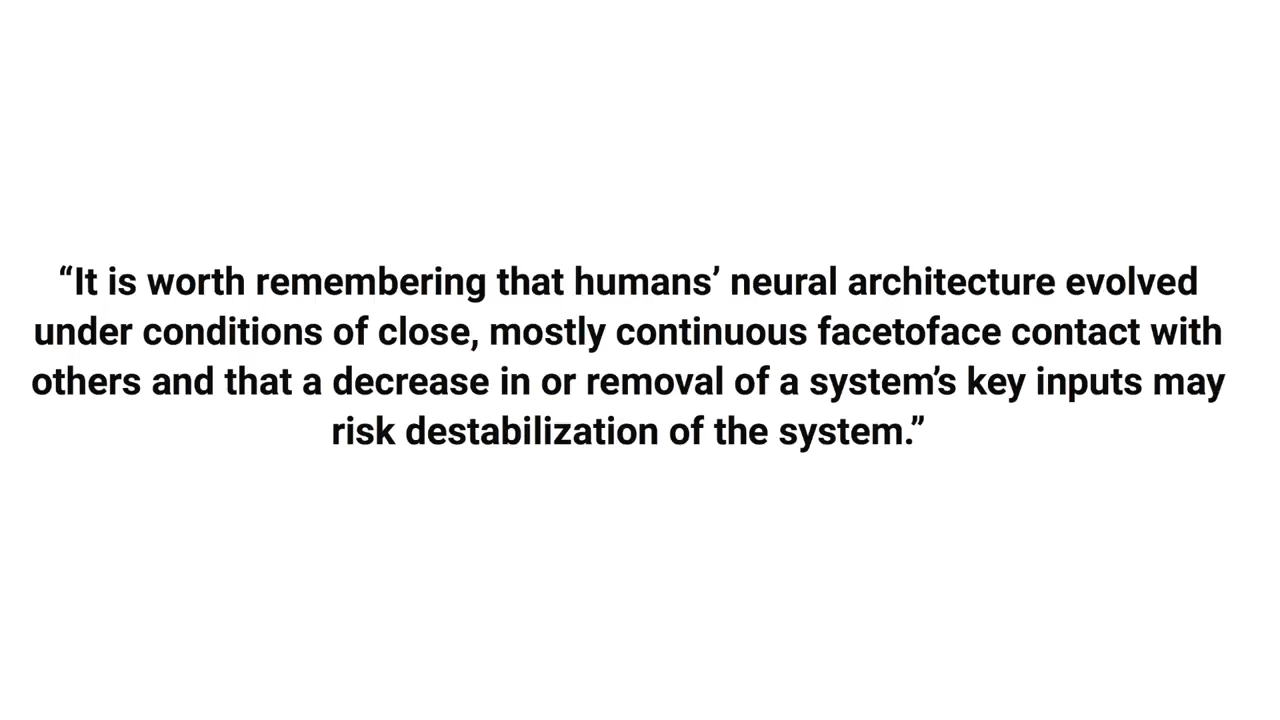 “It is worth remembering that humans’ neural architecture evolved
under conditions of close, mostly continuous facetoface contact with
others and that a decrease in or removal of a system’s key inputs may
risk destabilization of the system.”